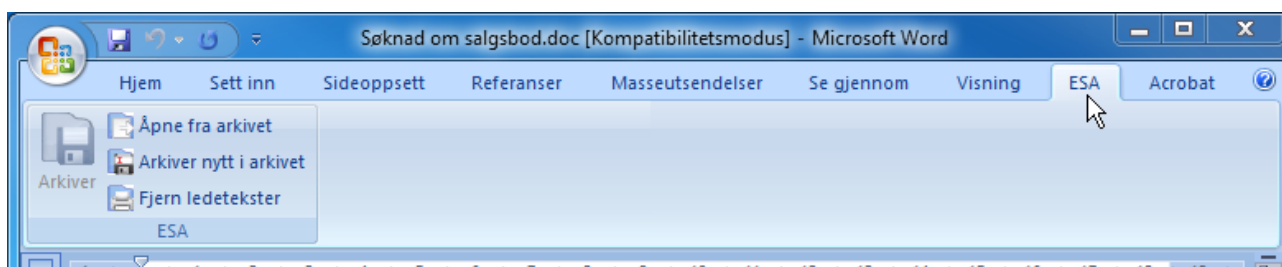 Søknad om salgsbod.doc [Kompatibilitetsmodus] - Microsoft Word
Hjem Sett inn Sideoppsett Referanser Masseutsendelser Se gjennom Visning ESA Acrobat
Åpne fra arkivet
Arkiver nytt i arkivet
Arkiver
Fjern ledetekster
ESA